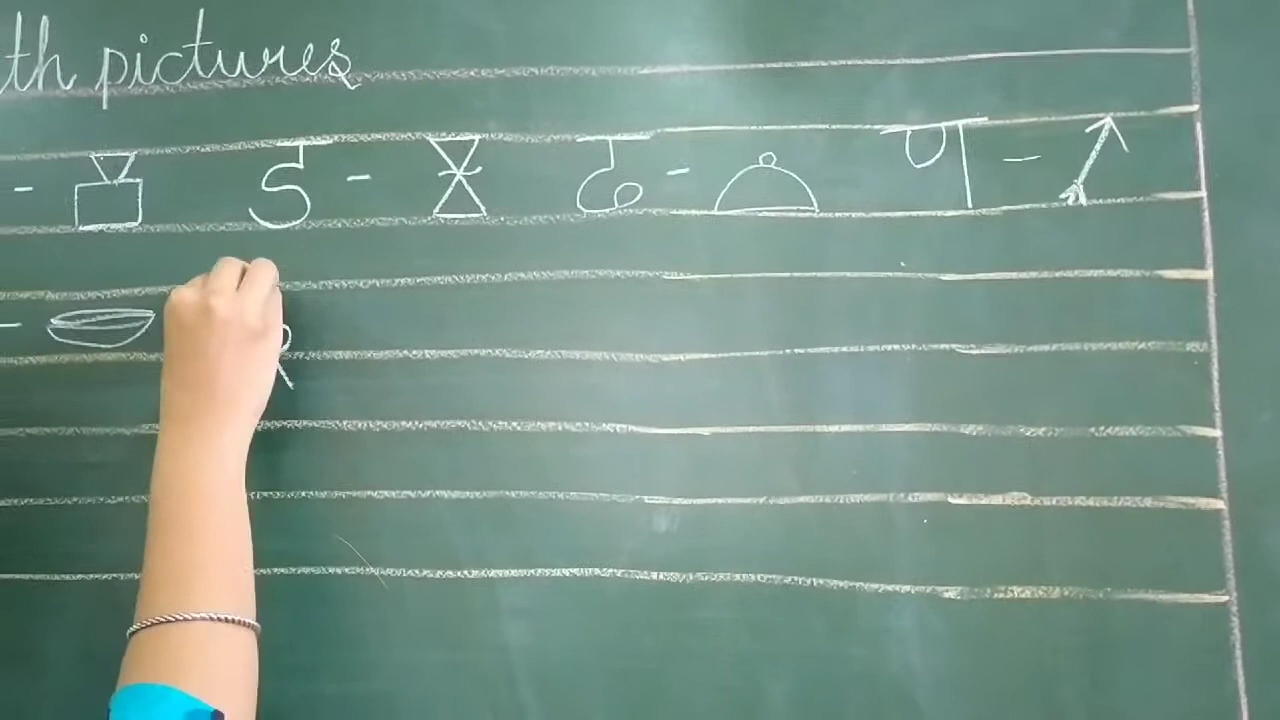 th pictures
- ड - ढ - ण -
-